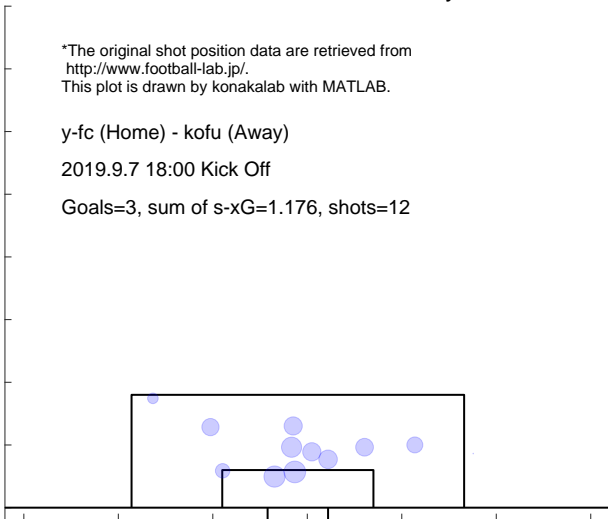 *The original shot position data are retrieved from
http://www.football-lab.jp/.
This plot is drawn by konakalab with MATLAB.
y-fc (Home) - kofu (Away)
2019.9.7 18:00 Kick Off
Goals=3, sum of s-xG=1.176, shots=12